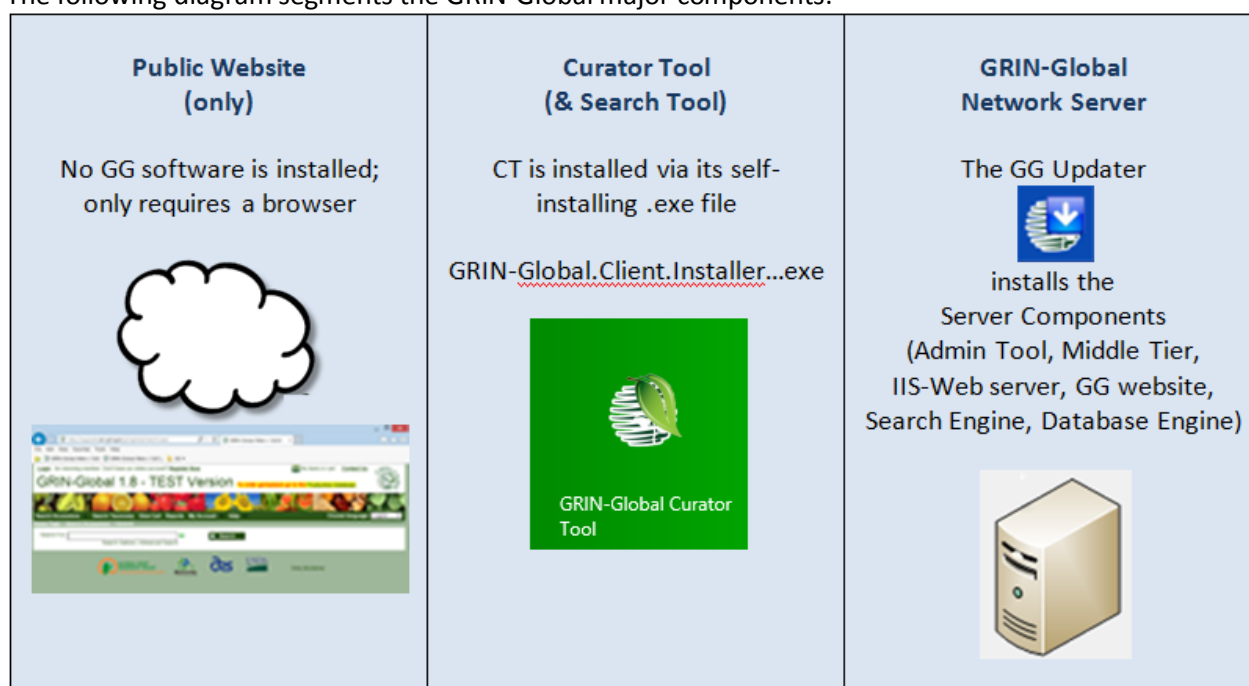 The following diagram segments the GRIN-Global major components:
Public Website
(only)
No GG software is installed;
only requires a browser
GRIN-Global 1.8 - TEST Version
Curator Tool
(& Search Tool)
CT is installed via its self-
installing .exe file
GRIN-Global.Client.Installer...exe
GRIN-Global Curator
Tool
GRIN-Global
Network Server
The GG Updater
installs the
Server Components
(Admin Tool, Middle Tier,
IIS-Web server, GG website,
Search Engine, Database Engine)